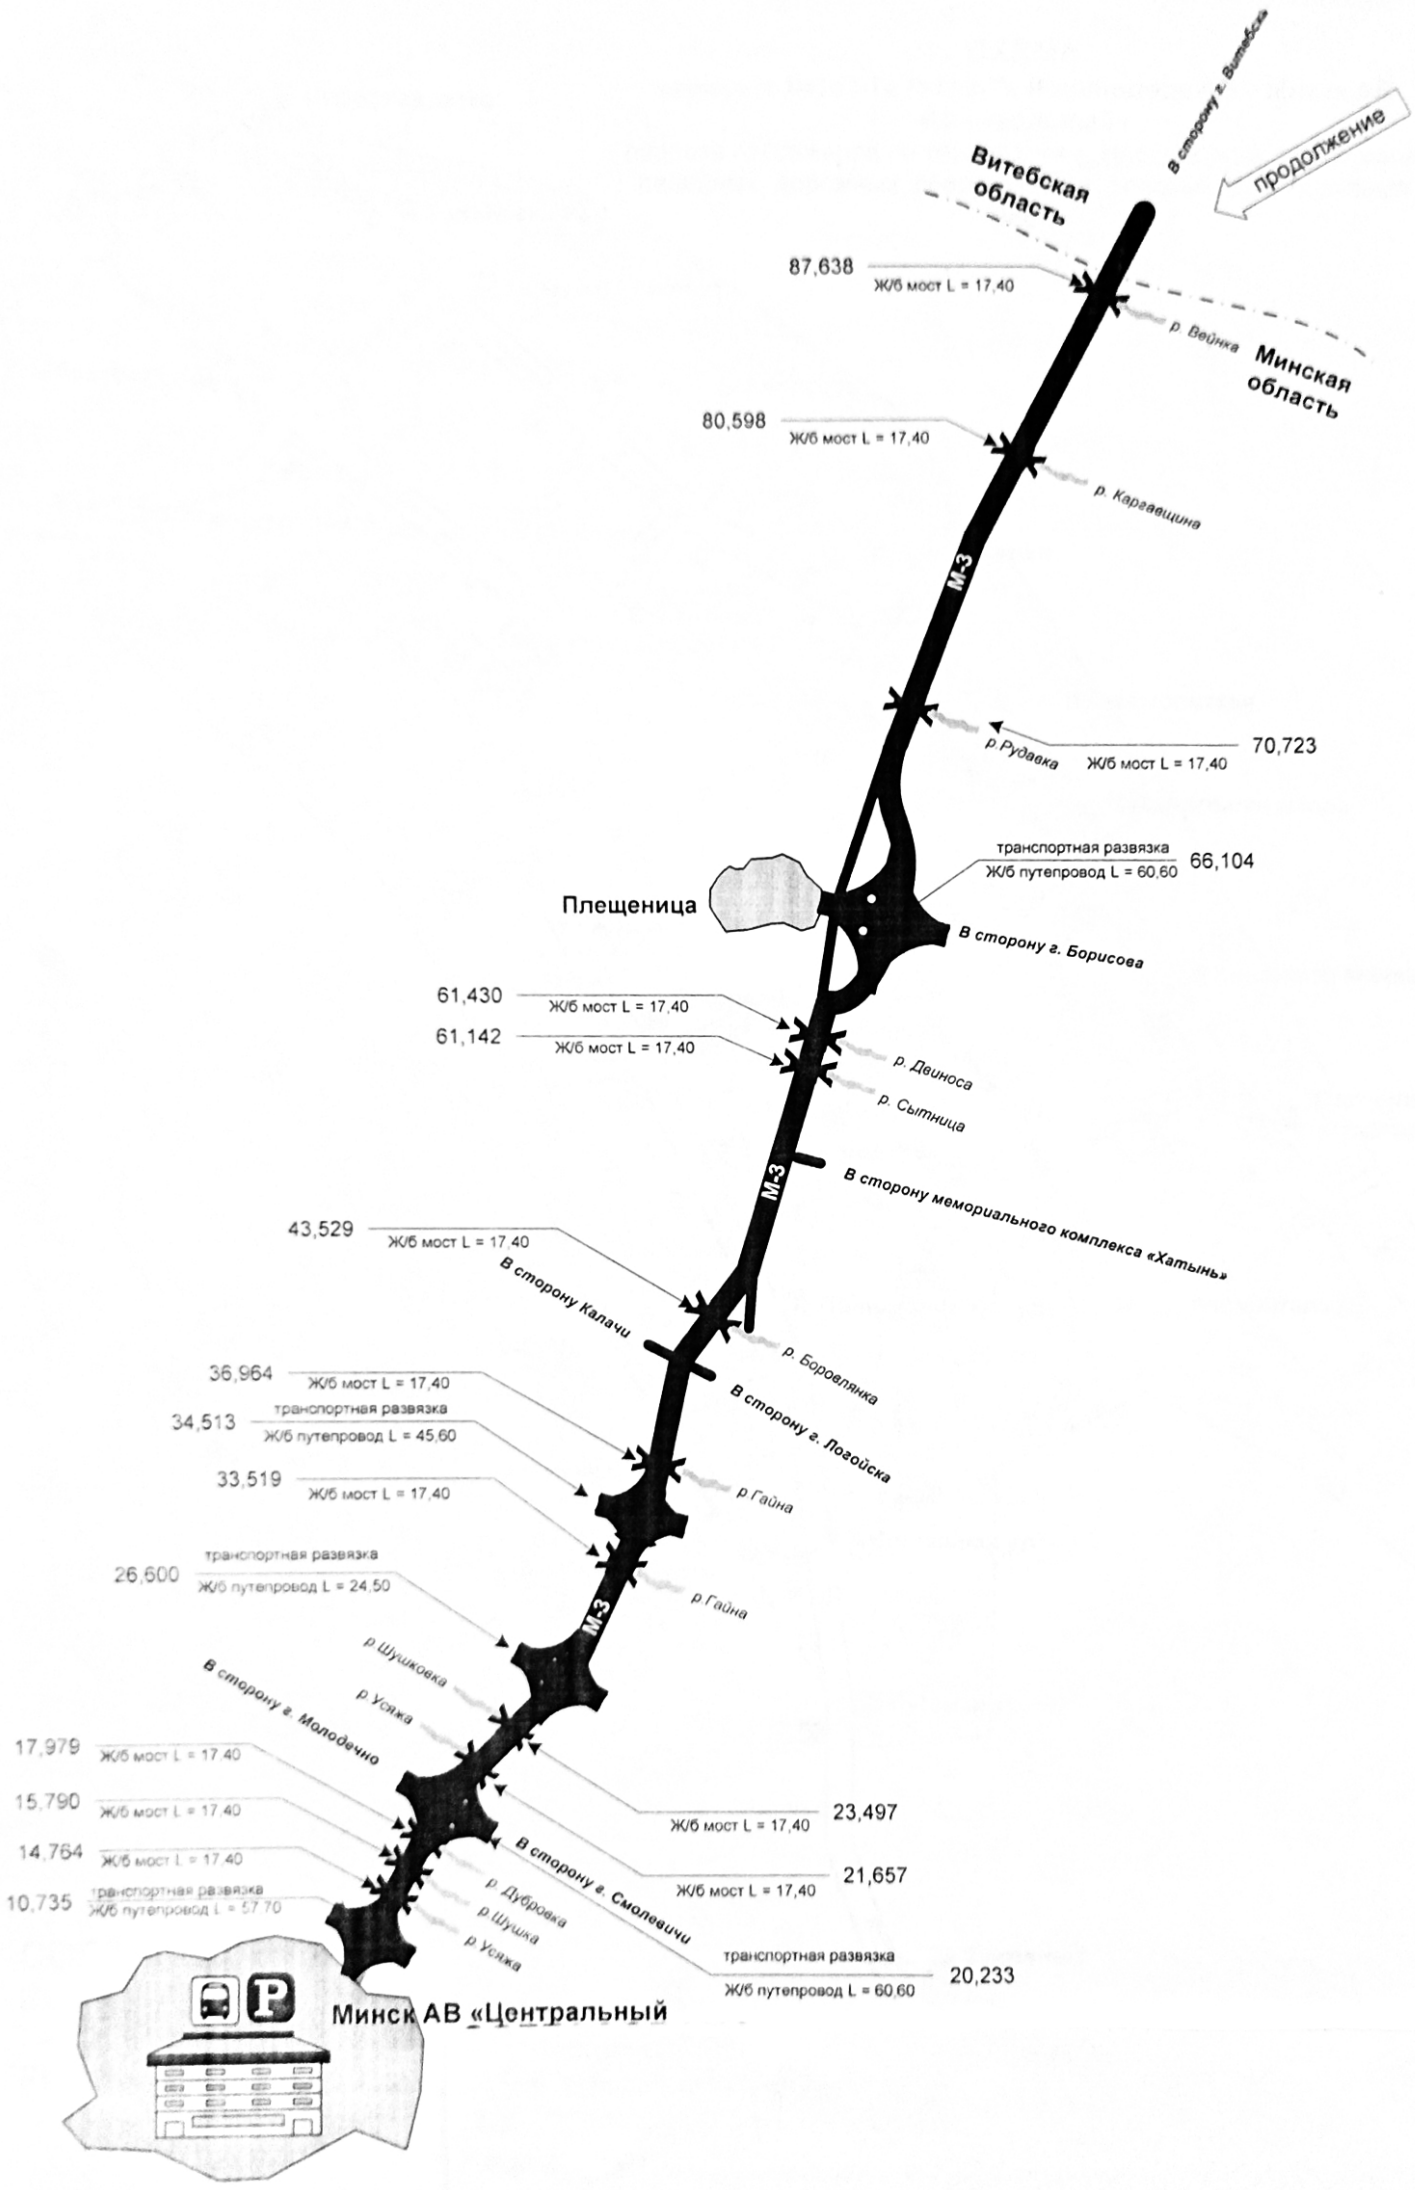 В сторону г. Витебска
продолжение
Витебская
область
87,638
Ж/б мост L = 17,40
р. Вейнка
Минская
область
80,598
Ж/б мост L = 17,40
р. Каргавщина
М-3
70,723
р.Рудавка
Ж/б мост L = 17,40
транспортная развязка
66,104
Ж/б путепровод L = 60,60
Плещеница
В сторону г. Борисова
61,430
Ж/б мост L = 17,40
61,142
Ж/б мост L = 17,40
р. Двиноса
р. Сытница
М-3
В сторону мемориального комплекса «Хатынь»
43,529
Ж/б мост L = 17,40
В сторону Калачи
р. Боровлянка
36,964
Ж/б мост L = 17,40
В сторону г. Логойска
транспортная развязка
34,513
Ж/б путепровод L = 45,60
33,519
Ж/б мост L = 17,40
р Гайна
транспортная развязка
26,600
Ж/б путепровод L = 24,50
р.Гайна
М-3
р.Шушковка
р.Усяжа
В сторону г. Молодечно
17,979
Ж/б мост L = 17,40
15,790
Ж/б мост L = 17,40
23,497
Ж/б мост L = 17,40
14,764
Ж/б мост L = 17,40
21,657
Ж/б мост L = 17,40
В сторону г. Смолевичи
транспортная развязка
10,735
Ж/б путепровод L = 57,70
р. Дубровка
р.Шушка
р. Усяжа
транспортная развязка
20,233
Ж/б путепровод L = 60,60
P
Минск АВ «Центральный